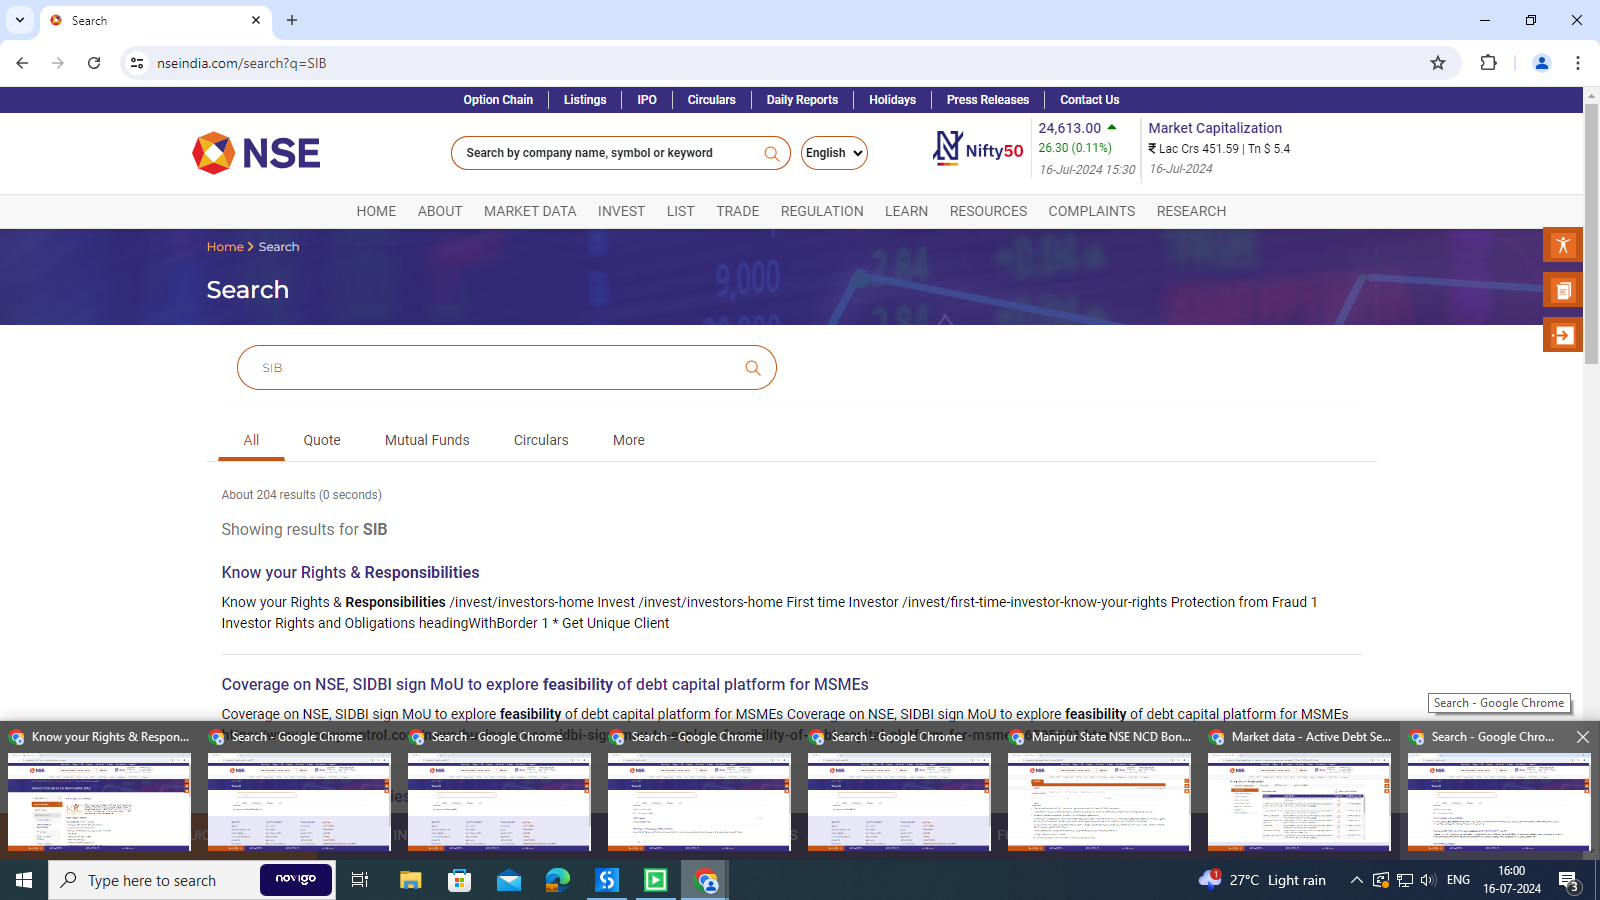 Search
nseindia.com/search?q=SIB
Option Chain
Listings
IPO
Circulars
Daily Reports
Holidays
Press Releases
Contact Us
NSE
Search by company name, symbol or keyword
English
Nifty50
24,613.00
26.30 (0.11%)
16-Jul-2024 15:30
Market Capitalization
₹ Lac Crs 451.59 | Tn $ 5.4
16-Jul-2024
HOME
ABOUT
MARKET DATA
INVEST
LIST
TRADE
REGULATION
LEARN
RESOURCES
COMPLAINTS
RESEARCH
Home > Search
Search
9,000
2.84
2.84
SIB
All
Quote
Mutual Funds
Circulars
More
About 204 results (0 seconds)
Showing results for SIB
Know your Rights & Responsibilities
Know your Rights & Responsibilities /invest/investors-home Invest /invest/investors-home First time Investor /invest/first-time-investor-know-your-rights Protection from Fraud 1
Investor Rights and Obligations headingWithBorder 1 * Get Unique Client
Coverage on NSE, SIDBI sign MoU to explore feasibility of debt capital platform for MSMEs
Coverage on NSE, SIDBI sign MoU to explore feasibility of debt capital platform for MSMEs Coverage on NSE, SIDBI sign MoU to explore feasibility of debt capital platform for MSMEs
Search - Google Chrome
Know your Rights & Respon...
Search - Google Chrome
Search - Google Chrome
Search - Google Chrome
Search - Google Chrome
Manipur State NSE NCD Bon...
Market data - Active Debt Se...
Search - Google Chro...
Type here to search
novigo
1
27°C Light rain
ENG
16:00
16-07-2024
3